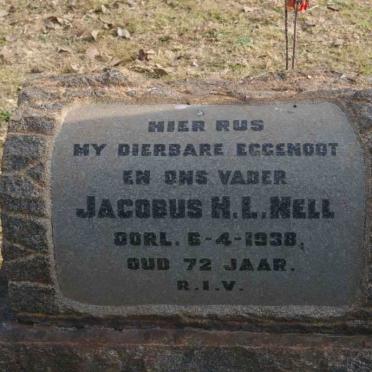 HIER RUS
MY DIERBARE EGGENOOT
EN ONS VADER
JACOBUS H.L. NELL
OORL. 6-4-1938.
OUD 72 JAAR.
R.I.V.